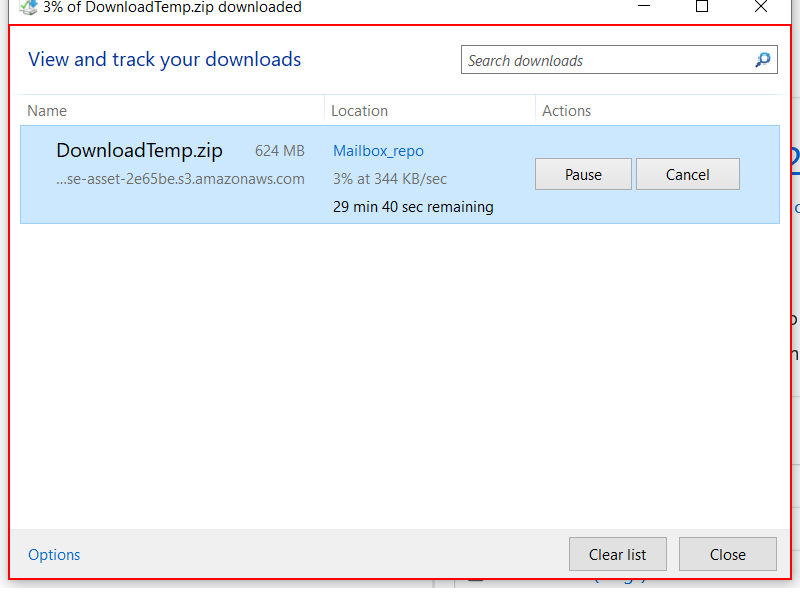 3% of DownloadTemp.zip downloaded
View and track your downloads
Search downloads
Name Location Actions
DownloadTemp.zip 624 MB Mailbox_repo
...se-asset-2e65be.s3.amazonaws.com 3% at 344 KB/sec
Pause Cancel
29 min 40 sec remaining
Options Clear list Close